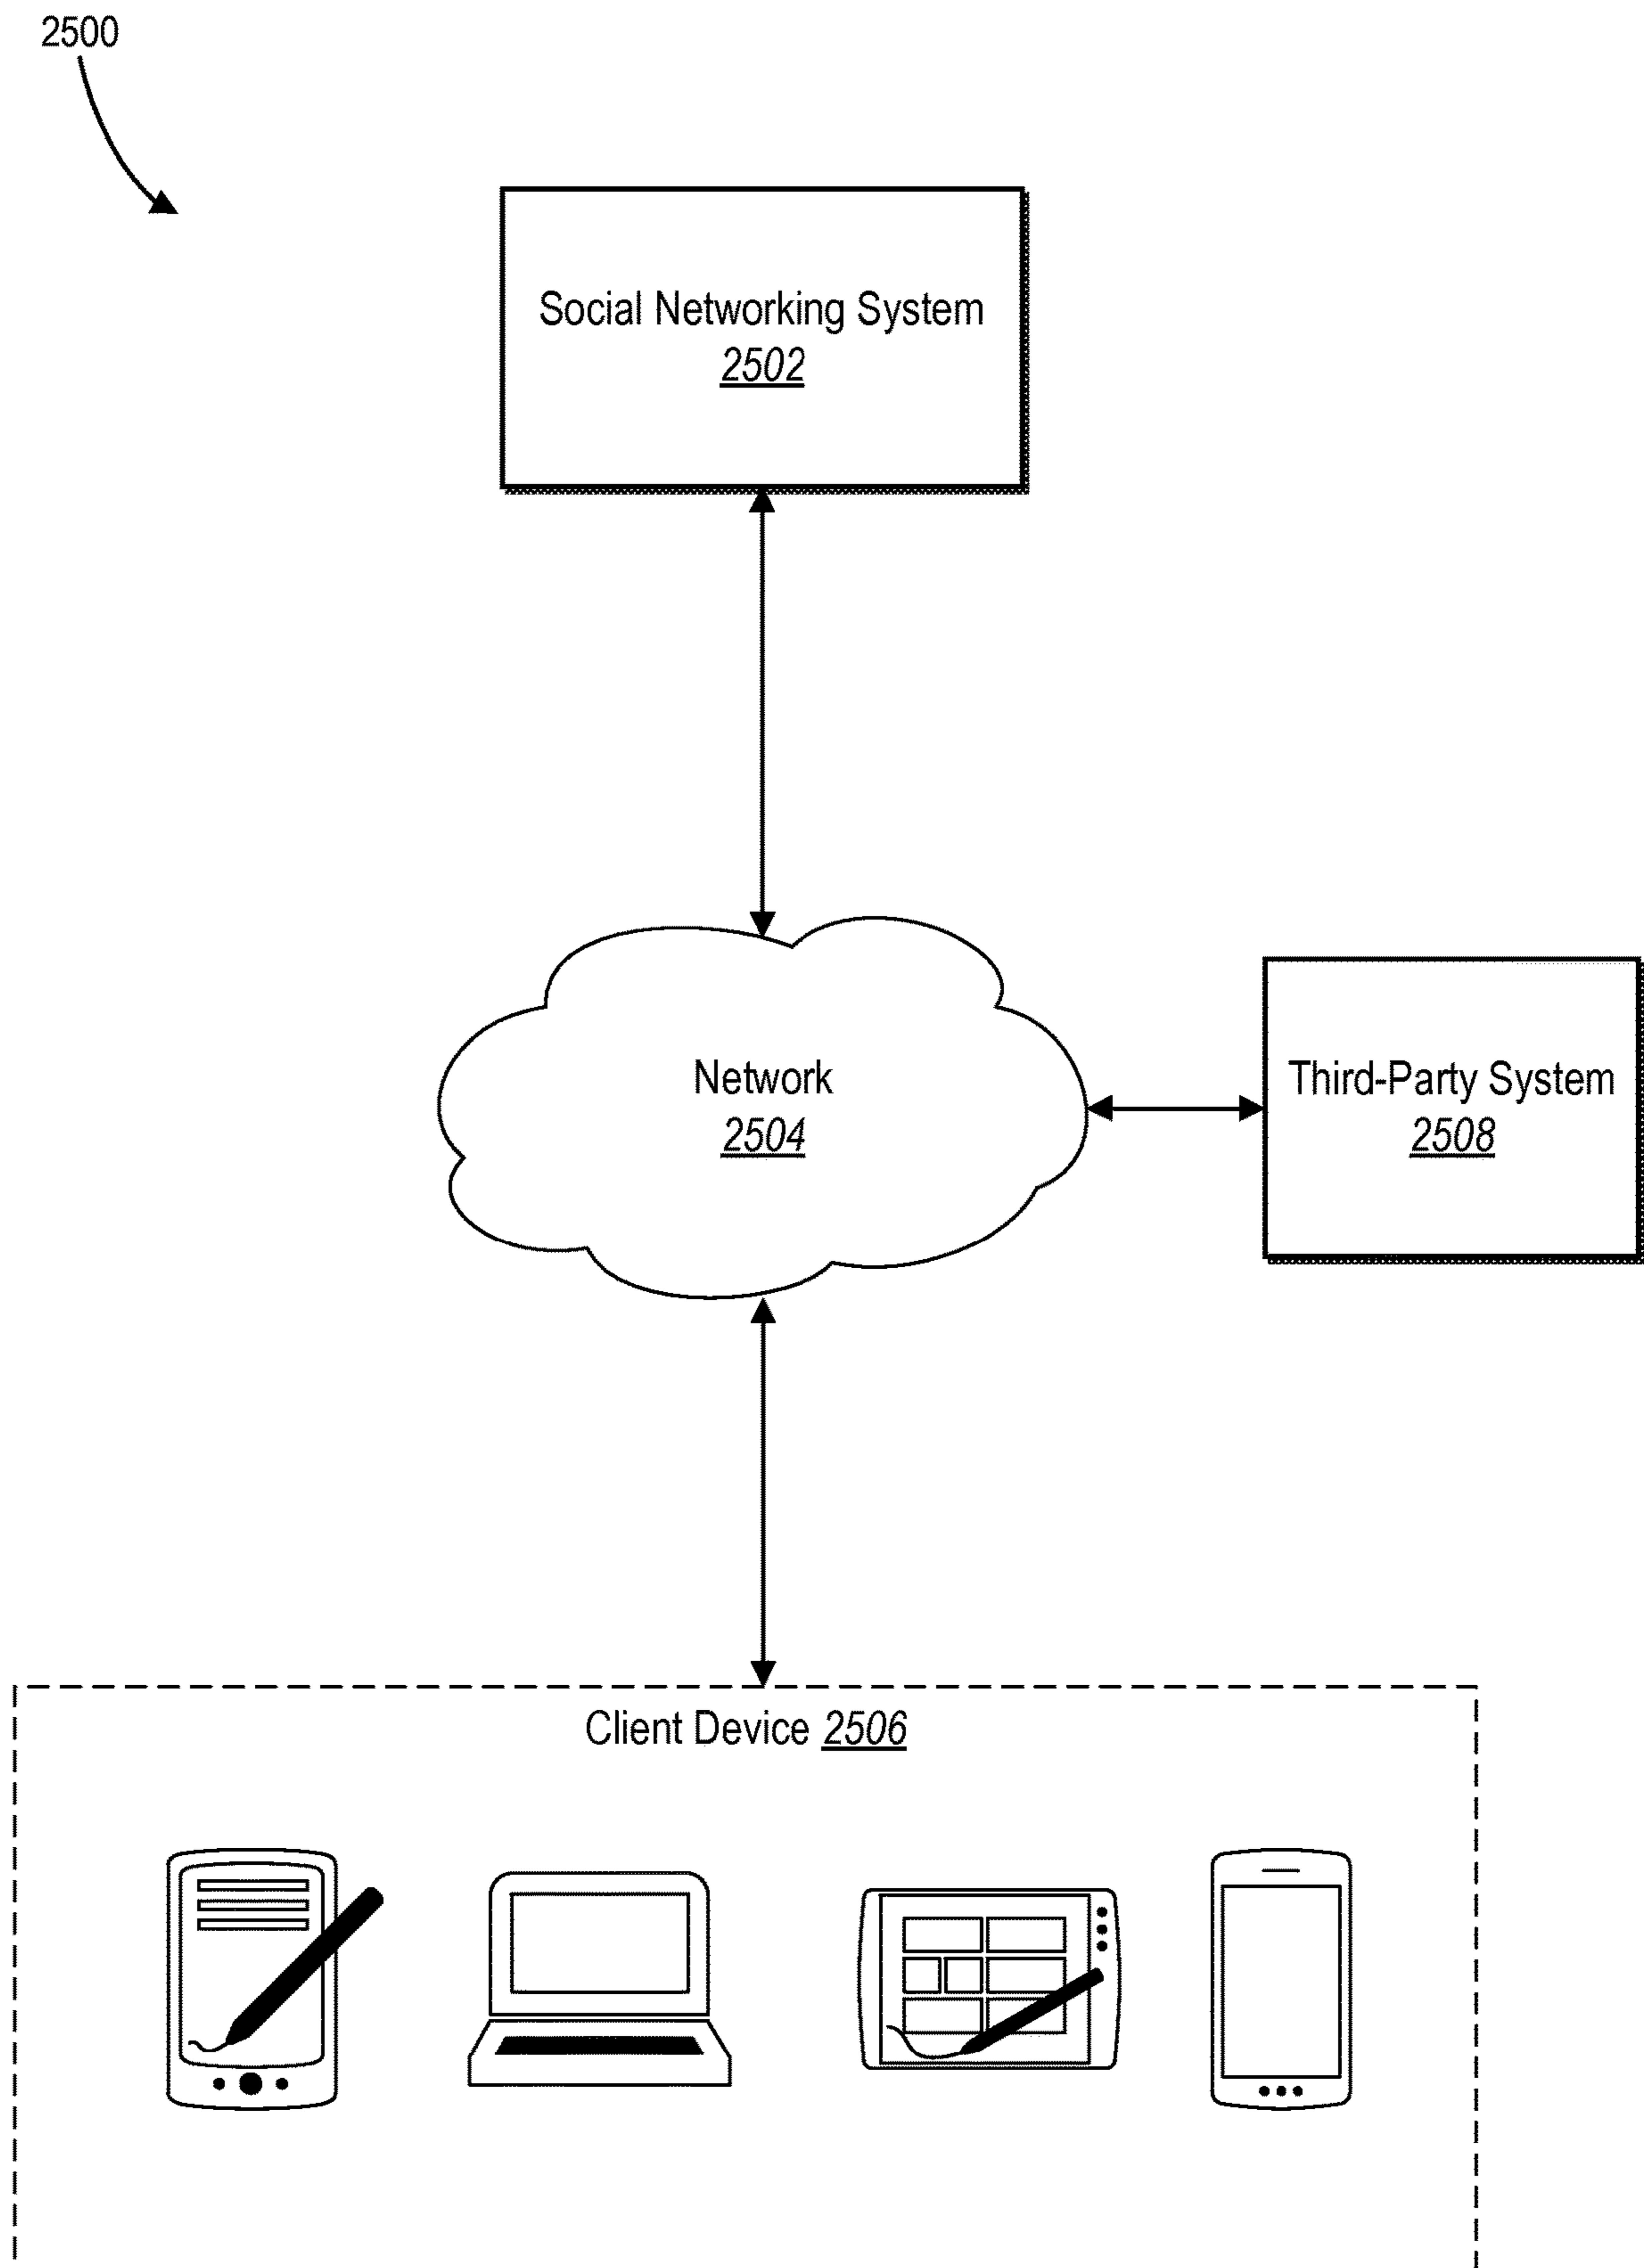 2500
Social Networking System
2502
Network
2504
Third-Party System
2508
Client Device 2506